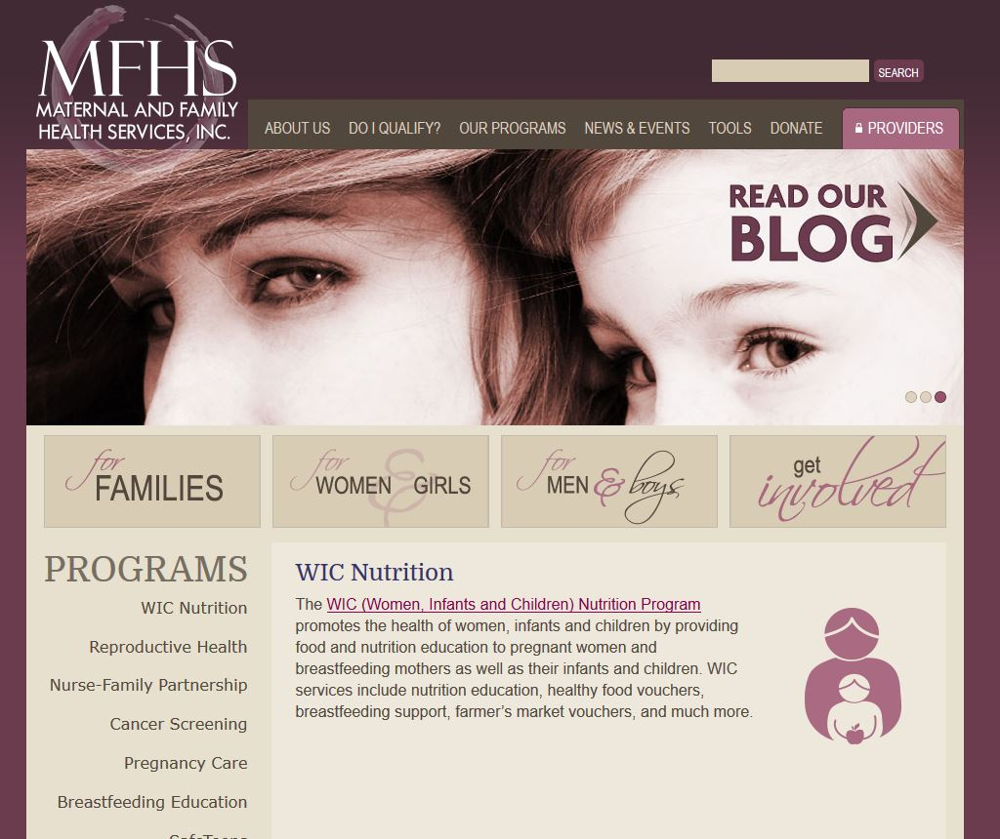 MFHS
MATERNAL AND FAMILY
HEALTH SERVICES, INC.
SEARCH
ABOUT US DO I QUALIFY? OUR PROGRAMS NEWS & EVENTS TOOLS DONATE PROVIDERS
READ OUR
BLOG
for
FAMILIES
for
WOMEN & GIRLS
for
MEN & boys
get
involved
PROGRAMS
WIC Nutrition
Reproductive Health
Nurse-Family Partnership
Cancer Screening
Pregnancy Care
Breastfeeding Education
SafeTeens
WIC Nutrition
The WIC (Women, Infants and Children) Nutrition Program
promotes the health of women, infants and children by providing
food and nutrition education to pregnant women and
breastfeeding mothers as well as their infants and children. WIC
services include nutrition education, healthy food vouchers,
breastfeeding support, farmer’s market vouchers, and much more.